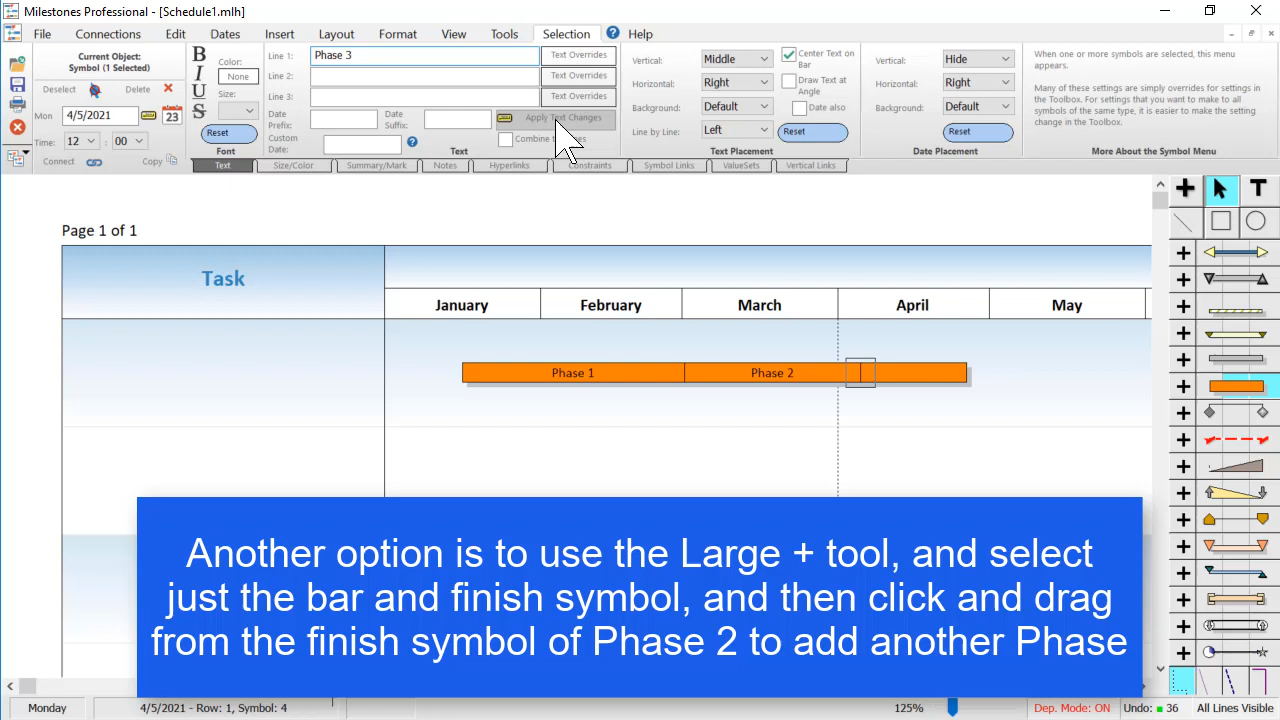 Milestones Professional - [Schedule1.mlh]
File Connections Edit Dates Insert Layout Format View Tools Selection ? Help
Current Object:
Symbol (1 Selected)
Deselect Delete
Mon 4/5/2021
Time: 12 : 00
Connect Copy
B
I
U
S
Color:
None
Size:
Reset
Font
Line 1: Phase 3 Text Overrides
Line 2: Text Overrides
Line 3: Text Overrides
Date Prefix: Date Suffix: Apply Text Changes
Custom Date: ? Combine
Text
Vertical: Middle Center Text on Bar
Horizontal: Right Draw Text at Angle
Background: Default Date also
Line by Line: Left Reset
Text Placement
Vertical: Hide
Horizontal: Right
Background: Default
Reset
Date Placement
When one or more symbols are selected, this menu
appears.
Many of these settings are simply overrides for settings in
the Toolbox. For settings that you want to make to all
symbols of the same type, it is easier to make the setting
change in the Toolbox.
More About the Symbol Menu
Text Size/Color Summary/Mark Notes Hyperlinks Constraints Symbol Links ValueSets Vertical Links
Page 1 of 1
Task
January February March April May
Phase 1 Phase 2
Another option is to use the Large + tool, and select
just the bar and finish symbol, and then click and drag
from the finish symbol of Phase 2 to add another Phase
Monday 4/5/2021 - Row: 1, Symbol: 4 125% Dep. Mode: ON Undo: 36 All Lines Visible